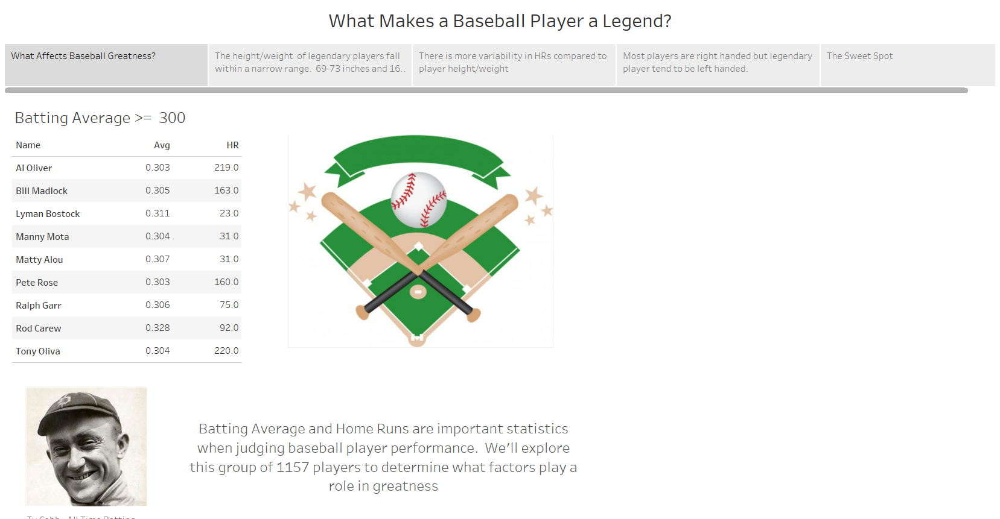 What Makes a Baseball Player a Legend?
What Affects Baseball Greatness?
The height/weight of legendary players fall
within a narrow range. 69-73 inches and 16..
There is more variability in HRs compared to
player height/weight
Most players are right handed but legendary
player tend to be left handed.
The Sweet Spot
Batting Average >= 300
Name Avg HR
Al Oliver 0.303 219.0
Bill Madlock 0.305 163.0
Lyman Bostock 0.311 23.0
Manny Mota 0.304 31.0
Matty Alou 0.307 31.0
Pete Rose 0.303 160.0
Ralph Garr 0.306 75.0
Rod Carew 0.328 92.0
Tony Oliva 0.304 220.0
Batting Average and Home Runs are important statistics
when judging baseball player performance. We'll explore
this group of 1157 players to determine what factors play a
role in greatness
Ty Cobb - All Time Batting